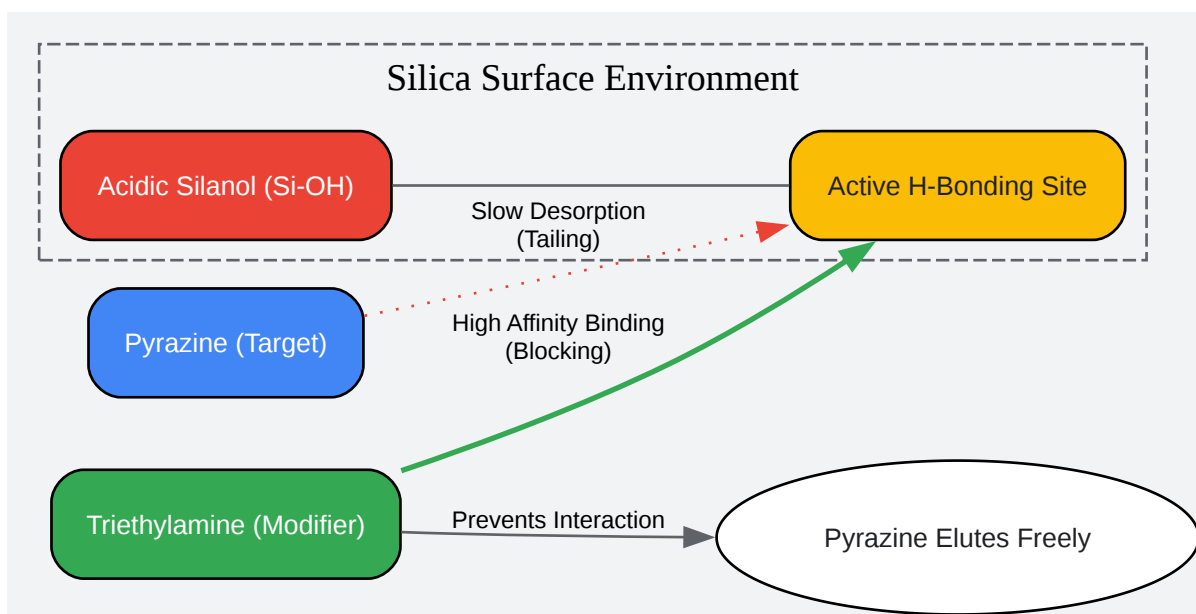 Silica Surface Environment
Acidic Silanol (Si-OH)
Active H-Bonding Site
Slow Desorption
(Tailing)
Pyrazine (Target)
High Affinity Binding
(Blocking)
Triethylamine (Modifier)
Prevents Interaction
Pyrazine Elutes Freely